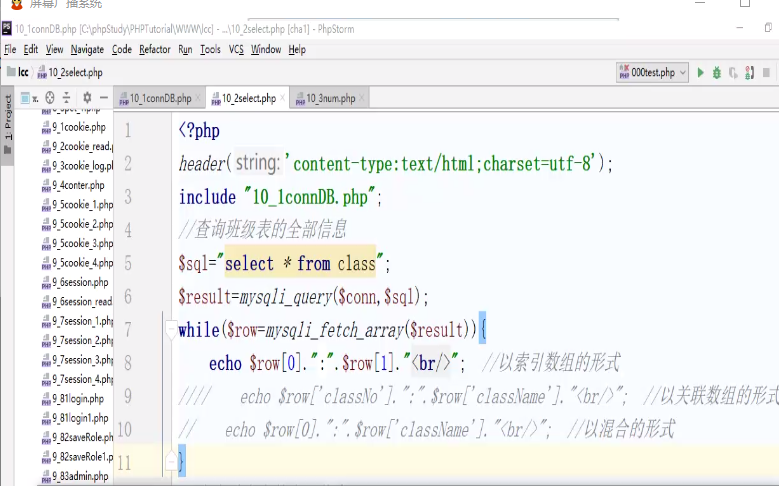 屏幕广播系统
10_1connDB.php [C:\phpStudy\PHPTutorial\WWW\lcc] - ...\10_2select.php [cha1] - PhpStorm
File Edit View Navigate Code Refactor Run Tools VCS Window Help
lcc 10_2select.php 000test.php
1: Project
10_1connDB.php 10_2select.php 10_3num.php
9_1cookie.php
9_2cookie_read.p
9_3cookie_log.p
9_4conter.php
9_5cookie_1.php
9_5cookie_2.php
9_5cookie_3.php
9_5cookie_4.php
9_6session.php
9_6session_read.
9_7session_1.php
9_7session_2.php
9_7session_3.php
9_7session_4.php
9_81login.php
9_81login1.php
9_82saveRole.ph
9_82saveRole1.p
9_83admin.php
1 <?php
2 header( string: 'content-type:text/html;charset=utf-8');
3 include "10_1connDB.php";
4 //查询班级表的全部信息
5 $sql="select * from class";
6 $result=mysqli_query($conn,$sql);
7 while($row=mysqli_fetch_array($result)){
8 echo $row[0].":".$row[1]."<br/>"; //以索引数组的形式
9 //// echo $row['classNo'].":".$row['className']."<br/>"; //以关联数组的形式
10 // echo $row[0].":".$row['className']."<br/>"; //以混合的形式
11 }